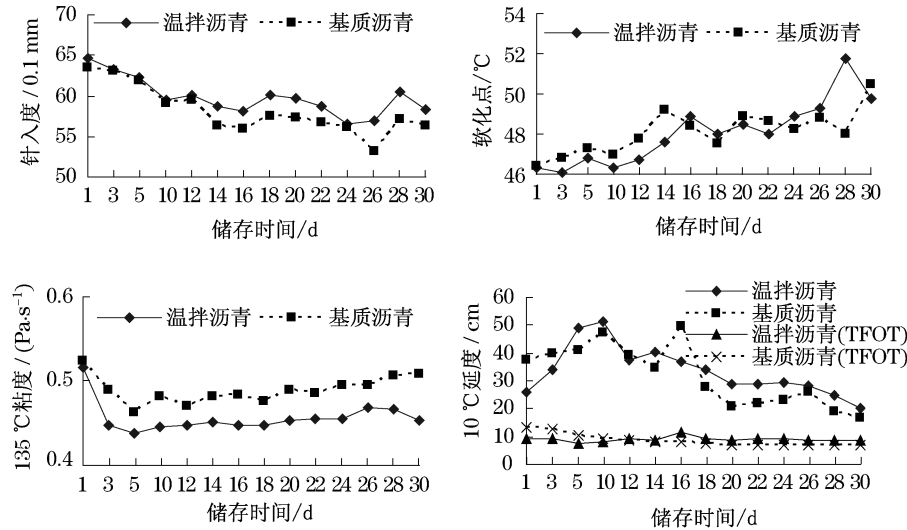 温拌沥青 基质沥青
针入度 / 0.1 mm
70
65
60
55
50
1 3 5 10 12 14 16 18 20 22 24 26 28 30
储存时间/d
温拌沥青 基质沥青
软化点/℃
54
52
50
48
46
1 3 5 10 12 14 16 18 20 22 24 26 28 30
储存时间/d
温拌沥青 基质沥青
135 ℃粘度 / (Pa·s⁻¹)
0.6
0.5
0.4
1 3 5 10 12 14 16 18 20 22 24 26 28 30
储存时间/d
温拌沥青
基质沥青
温拌沥青(TFOT)
基质沥青(TFOT)
10 ℃延度 / cm
60
50
40
30
20
10
0
1 3 5 10 12 14 16 18 20 22 24 26 28 30
储存时间/d